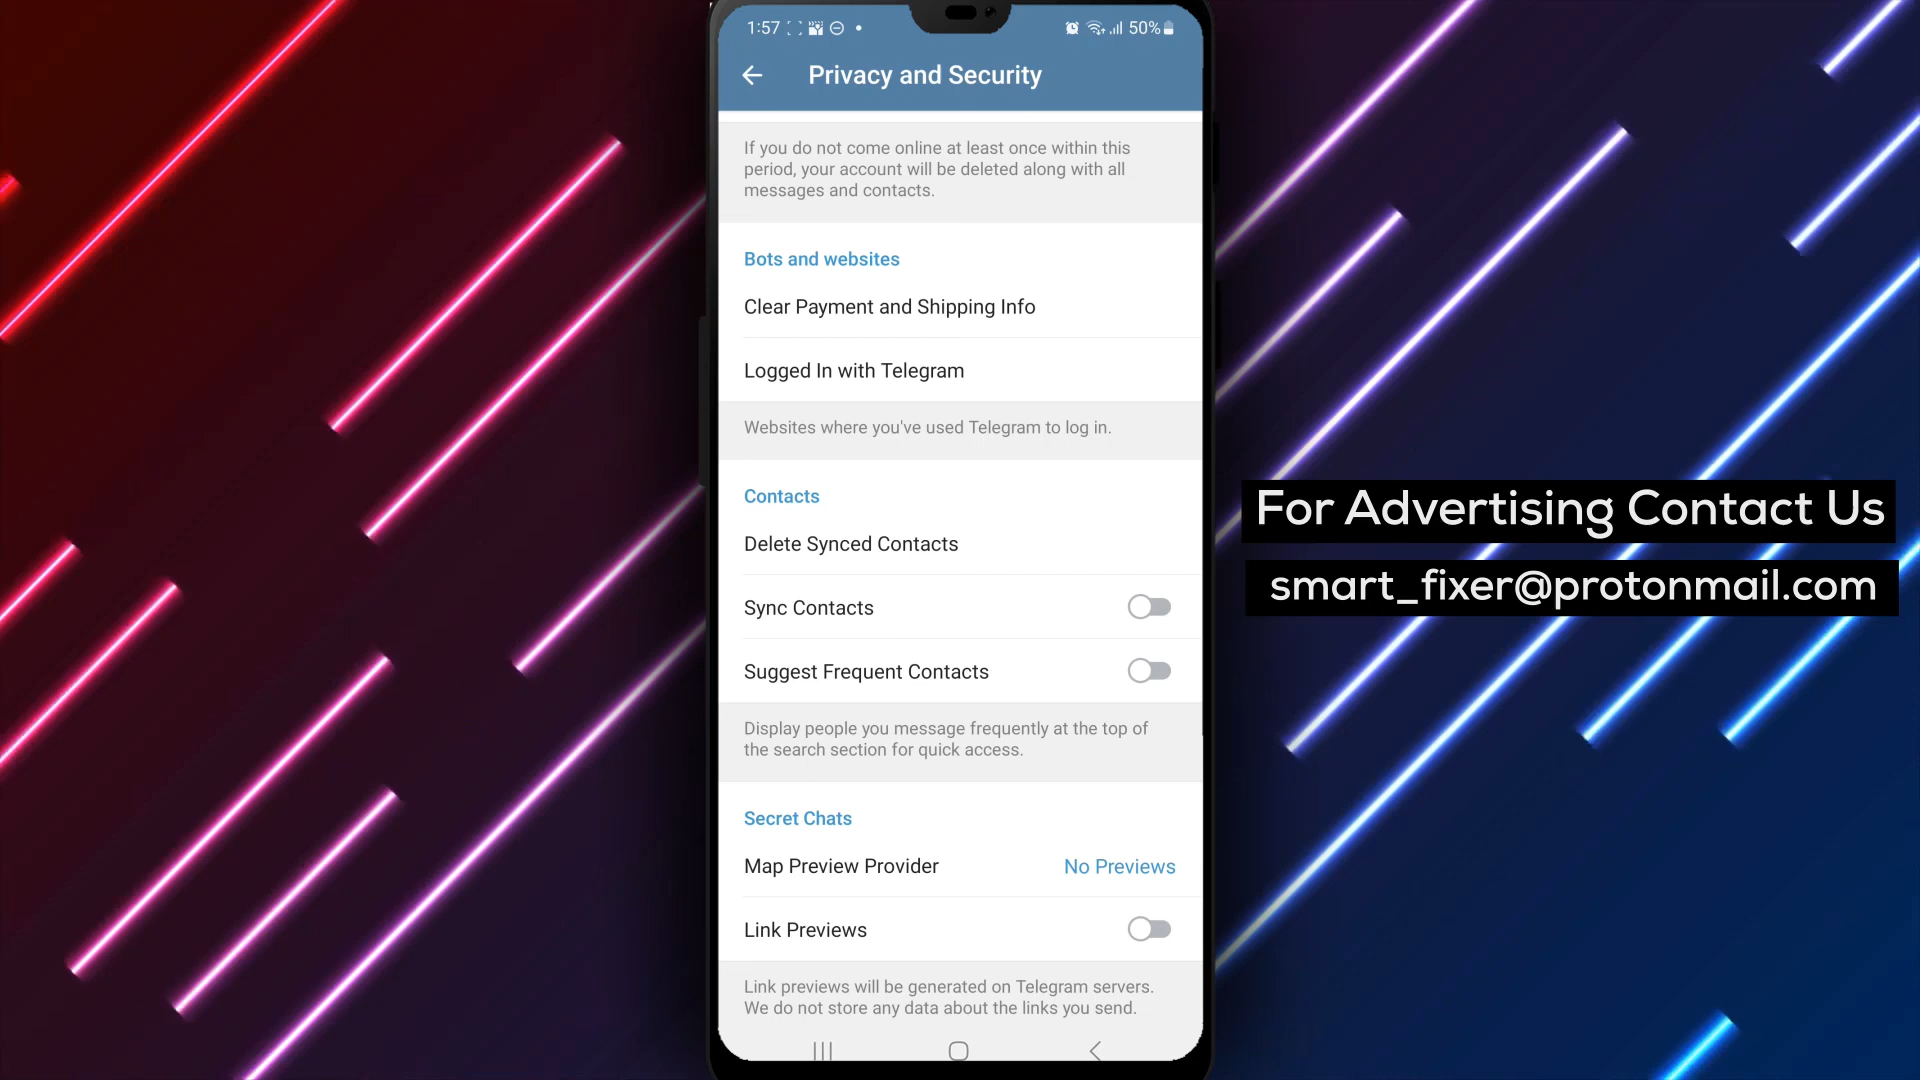 1:57
50%
Privacy and Security
If you do not come online at least once within this
period, your account will be deleted along with all
messages and contacts.
Bots and websites
Clear Payment and Shipping Info
Logged In with Telegram
Websites where you've used Telegram to log in.
Contacts
Delete Synced Contacts
Sync Contacts
Suggest Frequent Contacts
Display people you message frequently at the top of
the search section for quick access.
Secret Chats
Map Preview Provider
No Previews
Link Previews
Link previews will be generated on Telegram servers.
We do not store any data about the links you send.
For Advertising Contact Us
smart_fixer@protonmail.com